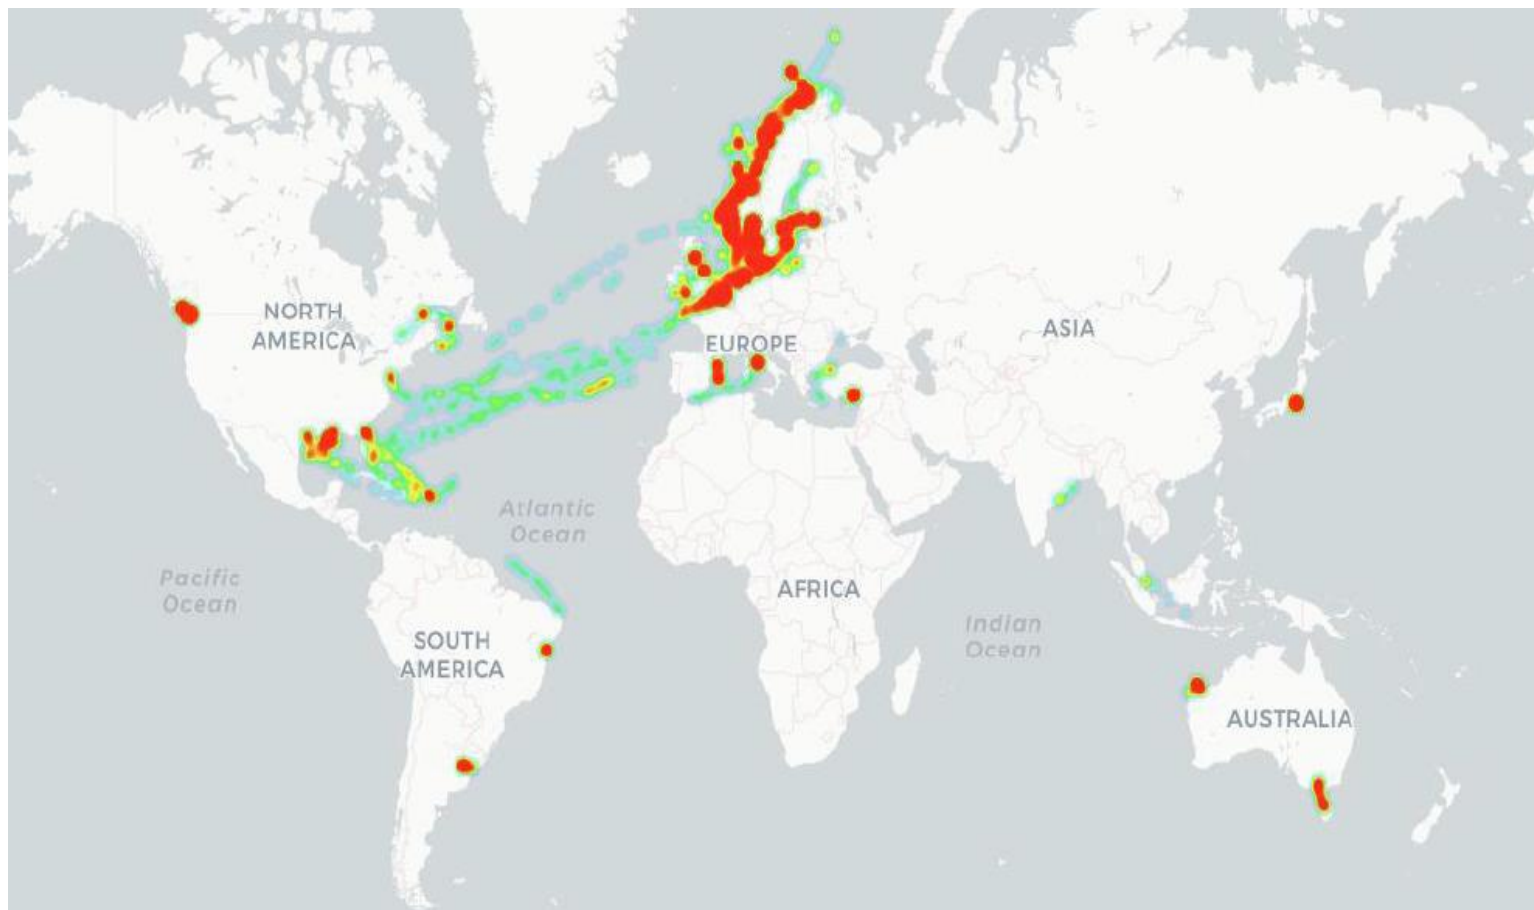 NORTH
AMERICA
EUROPE
ASIA
Atlantic
Ocean
Pacific
Ocean
AFRICA
SOUTH
AMERICA
Indian
Ocean
AUSTRALIA